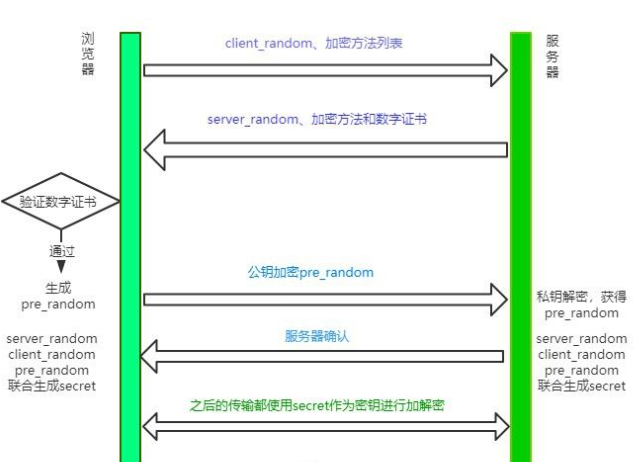 浏览器
服务器
client_random、加密方法列表
server_random、加密方法和数字证书
验证数字证书
通过
生成
pre_random
公钥加密pre_random
私钥解密，获得
pre_random
服务器确认
server_random
client_random
pre_random
联合生成secret
server_random
client_random
pre_random
联合生成secret
之后的传输都使用secret作为密钥进行加解密